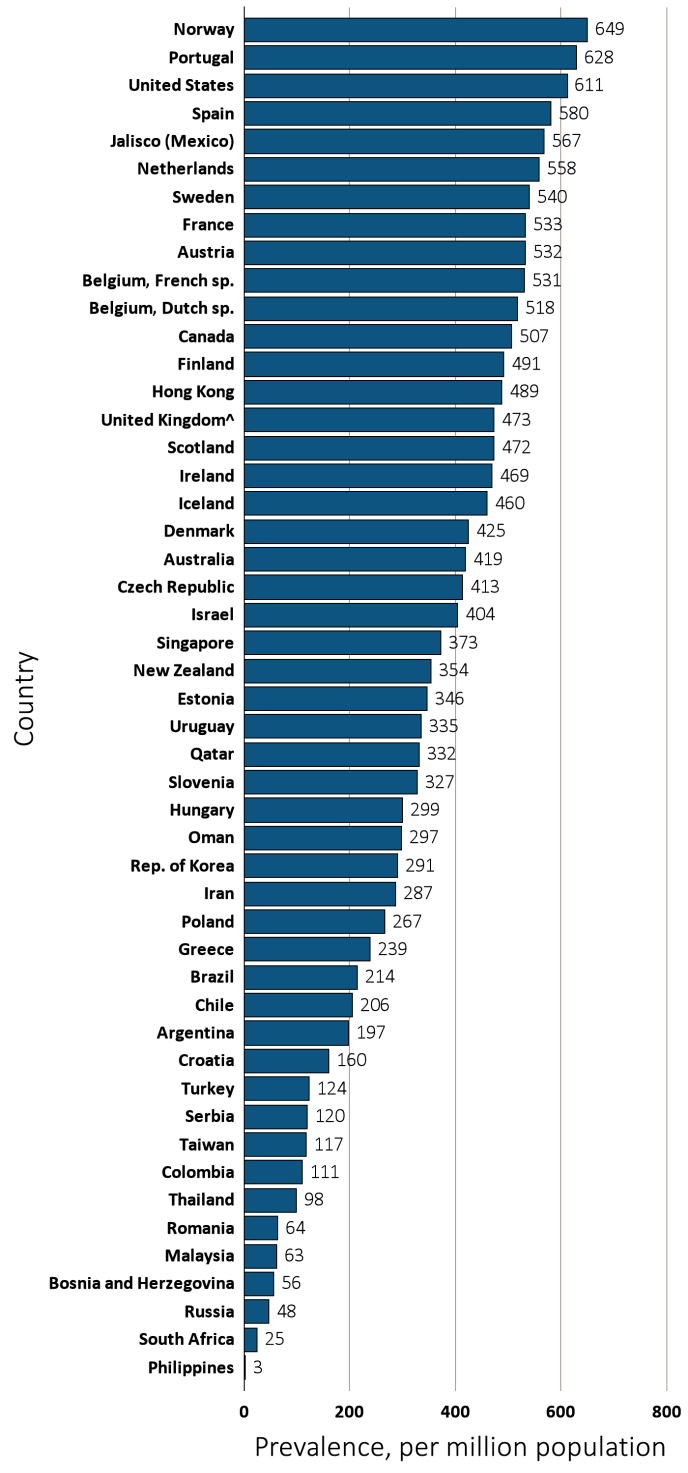 Norway 649
Portugal 628
United States 611
Spain 580
Jalisco (Mexico) 567
Netherlands 558
Sweden 540
France 533
Austria 532
Belgium, French sp. 531
Belgium, Dutch sp. 518
Canada 507
Finland 491
Hong Kong 489
United Kingdom^ 473
Scotland 472
Ireland 469
Iceland 460
Denmark 425
Australia 419
Czech Republic 413
Israel 404
Singapore 373
New Zealand 354
Estonia 346
Uruguay 335
Qatar 332
Slovenia 327
Hungary 299
Oman 297
Rep. of Korea 291
Iran 287
Poland 267
Greece 239
Brazil 214
Chile 206
Argentina 197
Croatia 160
Turkey 124
Serbia 120
Taiwan 117
Colombia 111
Thailand 98
Romania 64
Malaysia 63
Bosnia and Herzegovina 56
Russia 48
South Africa 25
Philippines 3
Country
0 200 400 600 800
Prevalence, per million population